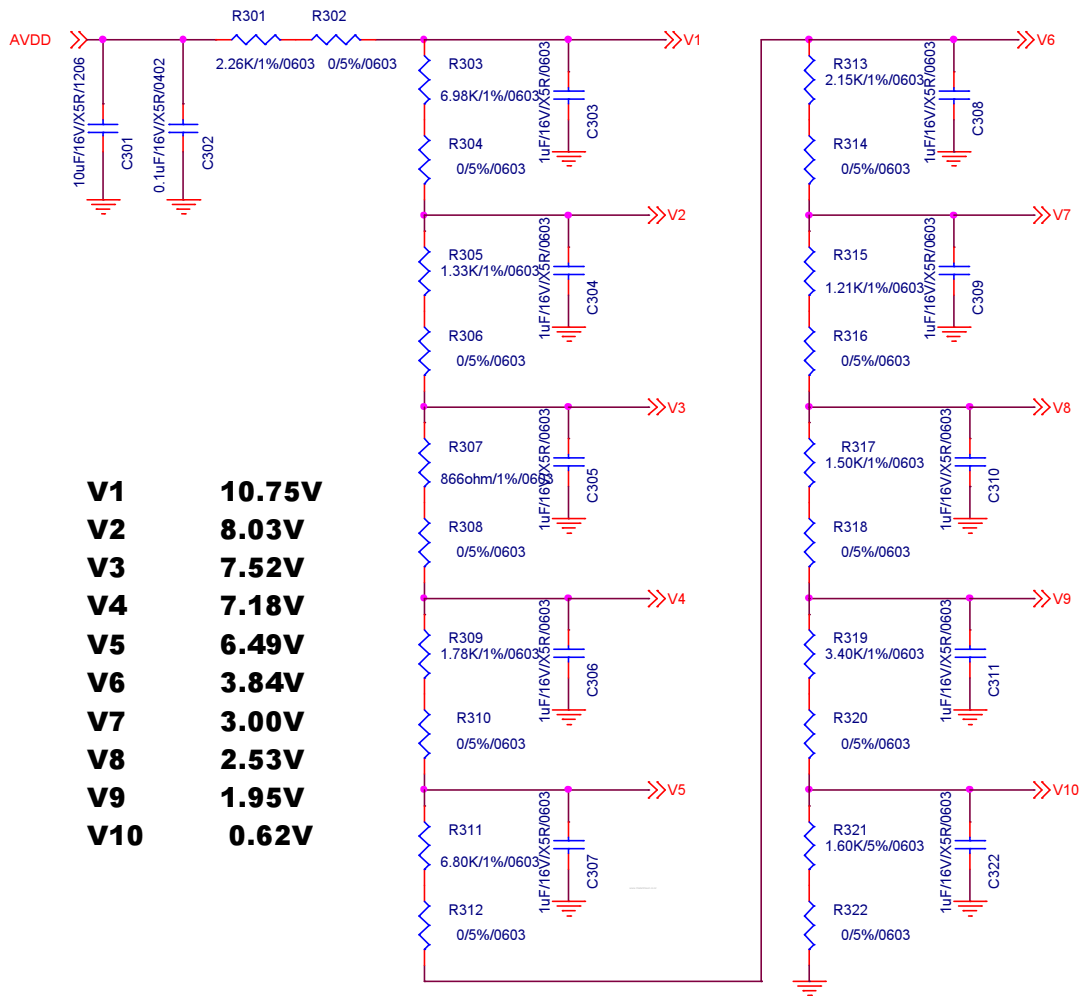 AVDD
R301
2.26K/1%/0603
R302
0/5%/0603
10uF/16V/X5R/1206
C301
0.1uF/16V/X5R/0402
C302
V1
R303
6.98K/1%/0603
1uF/16V/X5R/0603
C303
R304
0/5%/0603
V2
R305
1.33K/1%/0603
1uF/16V/X5R/0603
C304
R306
0/5%/0603
V3
R307
866ohm/1%/0603
1uF/16V/X5R/0603
C305
R308
0/5%/0603
V4
R309
1.78K/1%/0603
1uF/16V/X5R/0603
C306
R310
0/5%/0603
V5
R311
6.80K/1%/0603
1uF/16V/X5R/0603
C307
R312
0/5%/0603
V6
R313
2.15K/1%/0603
1uF/16V/X5R/0603
C308
R314
0/5%/0603
V7
R315
1.21K/1%/0603
1uF/16V/X5R/0603
C309
R316
0/5%/0603
V8
R317
1.50K/1%/0603
1uF/16V/X5R/0603
C310
R318
0/5%/0603
V9
R319
3.40K/1%/0603
1uF/16V/X5R/0603
C311
R320
0/5%/0603
V10
R321
1.60K/5%/0603
1uF/16V/X5R/0603
C322
R322
0/5%/0603
V1 10.75V
V2 8.03V
V3 7.52V
V4 7.18V
V5 6.49V
V6 3.84V
V7 3.00V
V8 2.53V
V9 1.95V
V10 0.62V